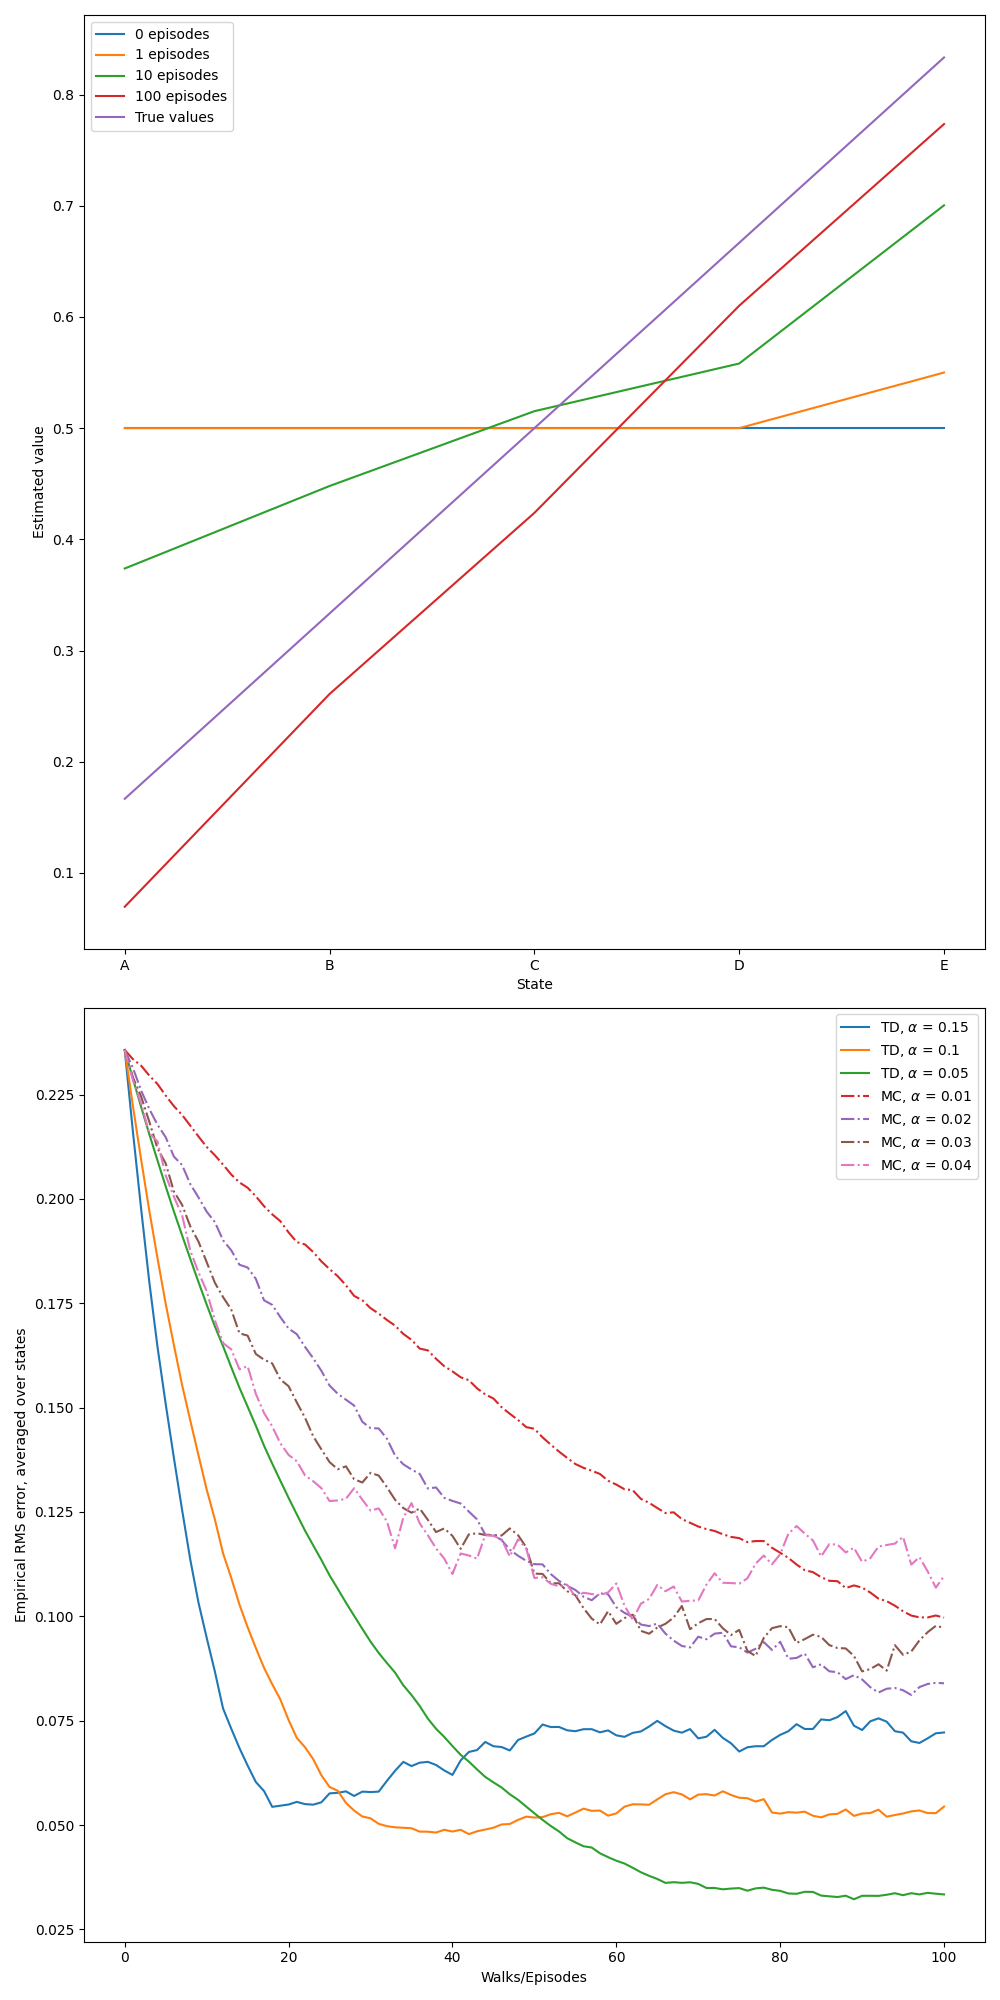 0 episodes
1 episodes
10 episodes
100 episodes
True values
0.8
0.7
0.6
0.5
0.4
0.3
0.2
0.1
Estimated value
A B C D E
State
TD, α = 0.15
TD, α = 0.1
TD, α = 0.05
MC, α = 0.01
MC, α = 0.02
MC, α = 0.03
MC, α = 0.04
0.225
0.200
0.175
0.150
0.125
0.100
0.075
0.050
0.025
Empirical RMS error, averaged over states
0 20 40 60 80 100
Walks/Episodes